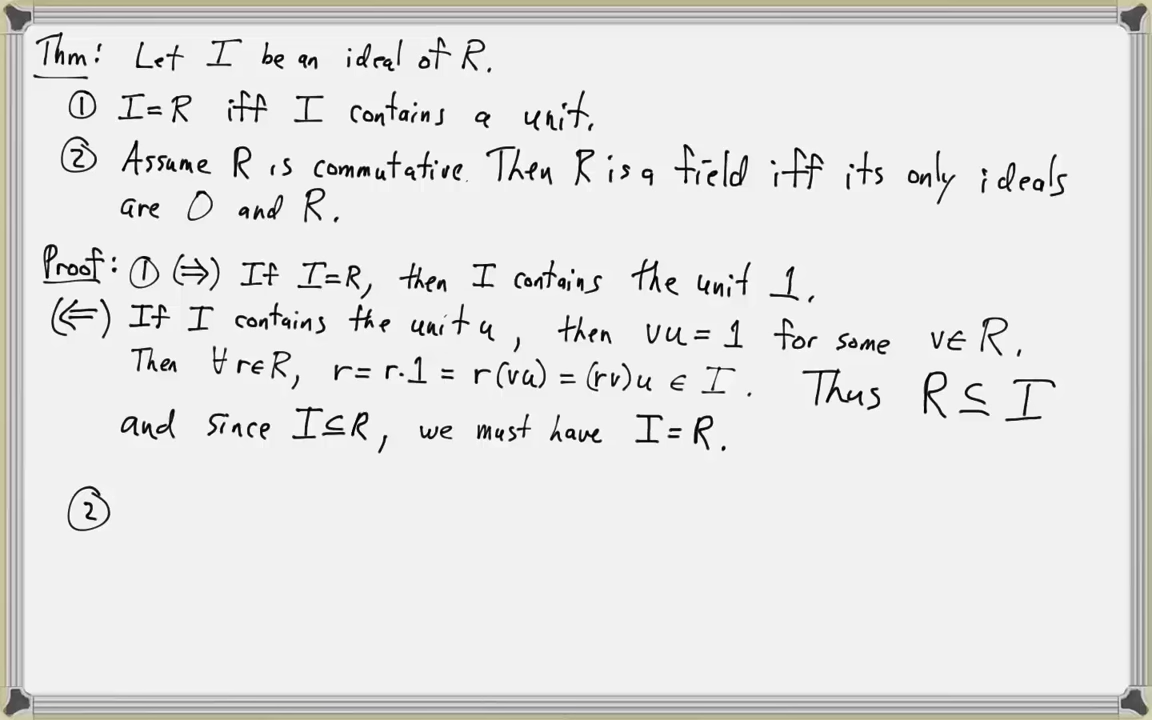 Thm: Let I be an ideal of R.
① I=R iff I contains a unit.
② Assume R is commutative. Then R is a field iff its only ideals
are 0 and R.
Proof: ① (⇒) If I=R, then I contains the unit 1.
(⇐) If I contains the unit u, then vu = 1 for some v∈R.
Then ∀r∈R, r = r·1 = r(vu) = (rv)u ∈ I. Thus R ⊆ I
and since I⊆R, we must have I=R.
②